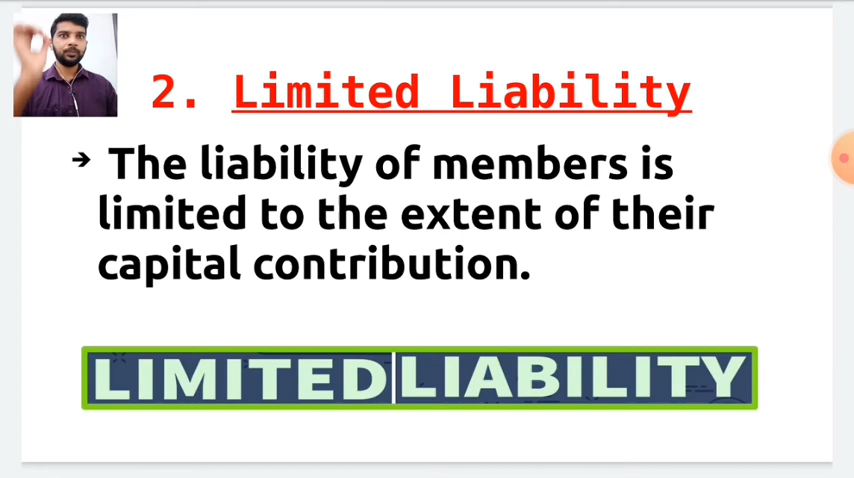 2. Limited Liability
➔ The liability of members is
limited to the extent of their
capital contribution.
LIMITED LIABILITY